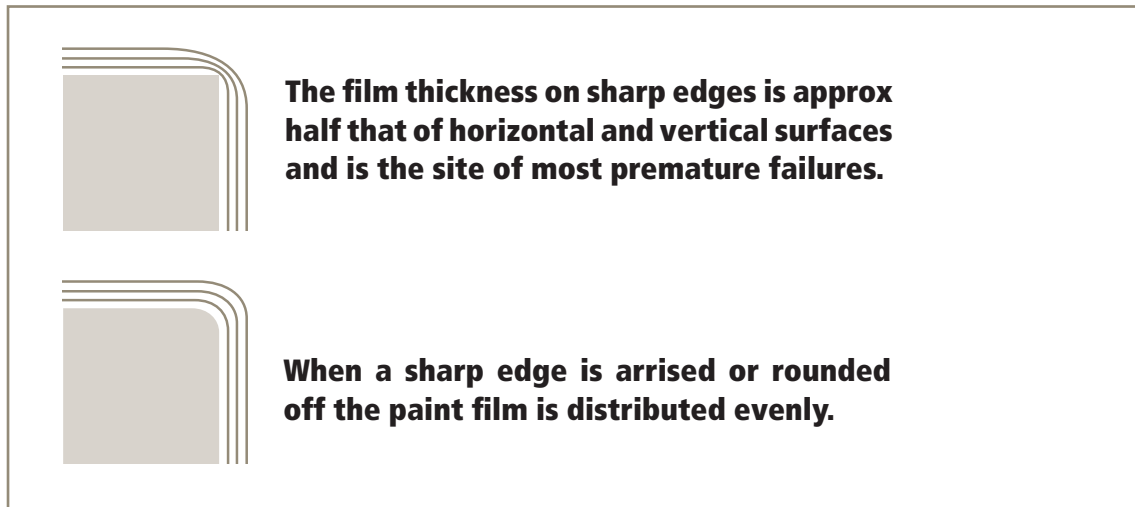 The film thickness on sharp edges is approx
half that of horizontal and vertical surfaces
and is the site of most premature failures.
When a sharp edge is arrised or rounded
off the paint film is distributed evenly.